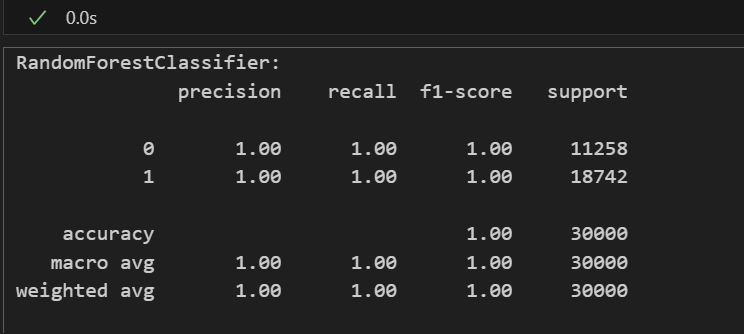 0.0s
RandomForestClassifier:
precision recall f1-score support
0 1.00 1.00 1.00 11258
1 1.00 1.00 1.00 18742
accuracy 1.00 30000
macro avg 1.00 1.00 1.00 30000
weighted avg 1.00 1.00 1.00 30000